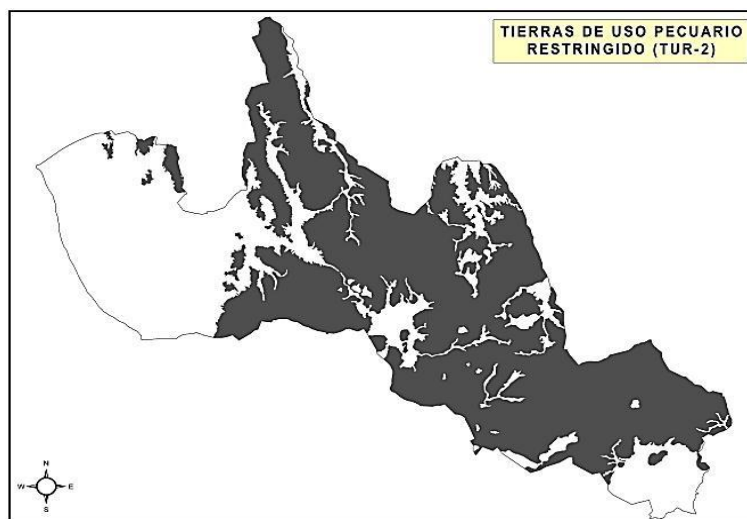 TIERRAS DE USO PECUARIO
RESTRINGIDO (TUR-2)
N
W E
S